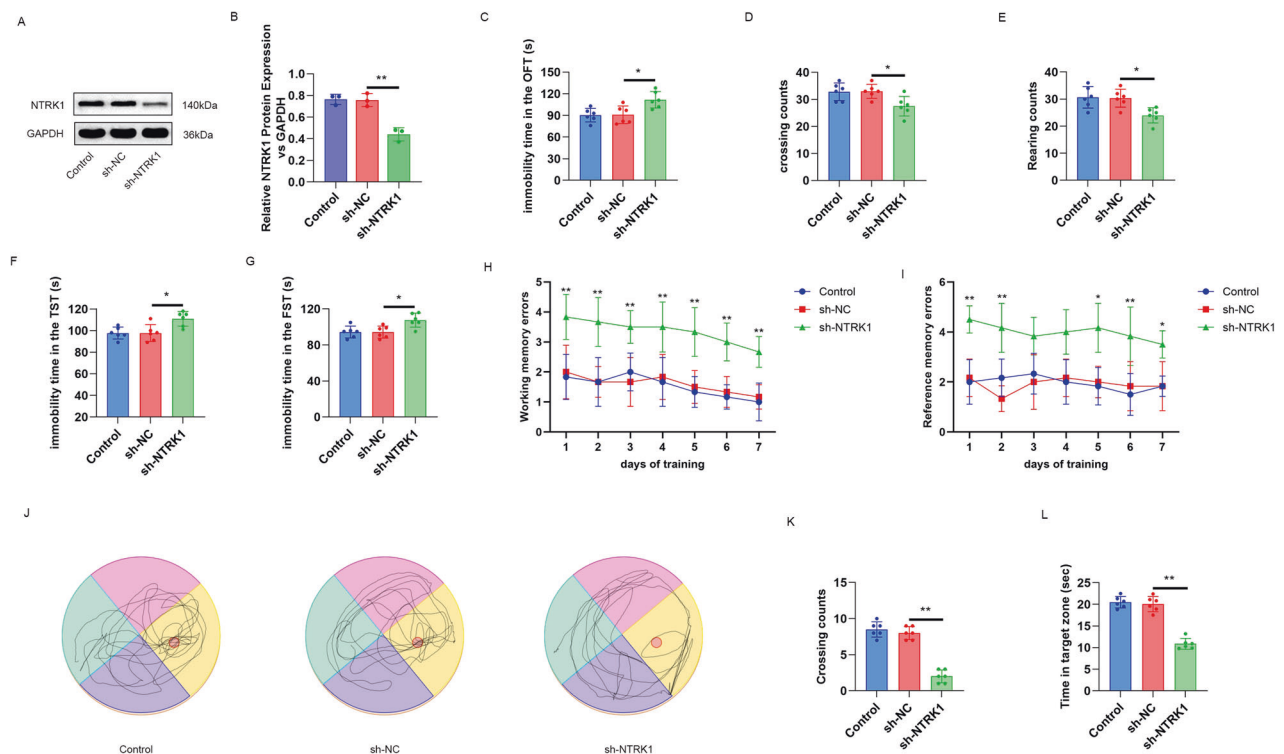 A
NTRK1
140kDa
GAPDH
36kDa
Control
sh-NC
sh-NTRK1
B
Relative NTRK1 Protein Expression
vs GAPDH
0.0
0.2
0.4
0.6
0.8
1.0
**
Control
sh-NC
sh-NTRK1
C
immobility time in the OFT (s)
0
30
60
90
120
150
*
Control
sh-NC
sh-NTRK1
D
crossing counts
0
10
20
30
40
50
*
Control
sh-NC
sh-NTRK1
E
Rearing counts
0
10
20
30
40
50
*
Control
sh-NC
sh-NTRK1
F
immobility time in the TST (s)
20
40
60
80
100
120
140
*
Control
sh-NC
sh-NTRK1
G
immobility time in the FST (s)
0
40
80
120
*
Control
sh-NC
sh-NTRK1
H
Working memory errors
0
1
2
3
4
5
** ** ** ** ** ** **
1 2 3 4 5 6 7
days of training
Control
sh-NC
sh-NTRK1
I
Reference memory errors
0
2
4
6
** ** * ** *
1 2 3 4 5 6 7
days of training
Control
sh-NC
sh-NTRK1
J
Control
sh-NC
sh-NTRK1
K
Crossing counts
0
5
10
15
**
Control
sh-NC
sh-NTRK1
L
Time in target zone (sec)
0
5
10
15
20
25
**
Control
sh-NC
sh-NTRK1